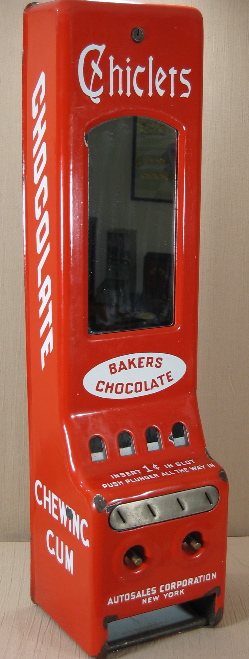 Chiclets
CHOCOLATE
BAKERS
CHOCOLATE
INSERT 1¢ IN SLOT
PUSH PLUNGER ALL THE WAY IN
CHEWING
GUM
AUTOSALES CORPORATION
NEW YORK